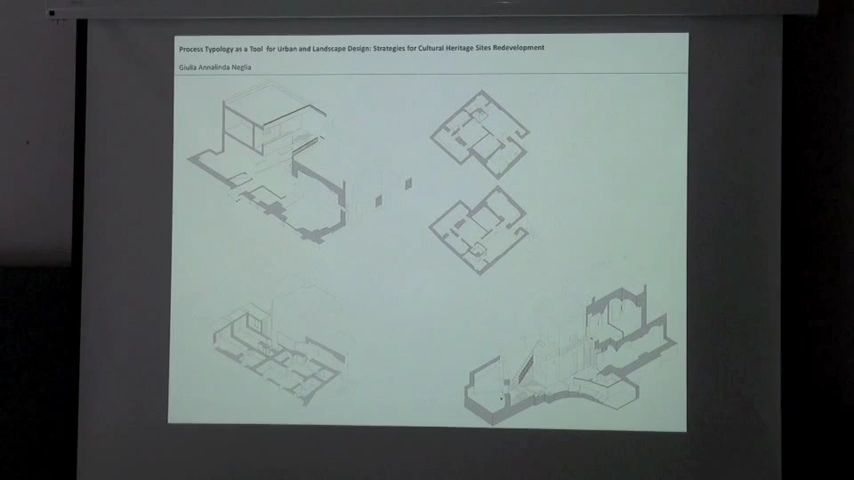 Process Typology as a Tool for Urban and Landscape Design: Strategies for Cultural Heritage Sites Redevelopment
Giulia Annalinda Neglia